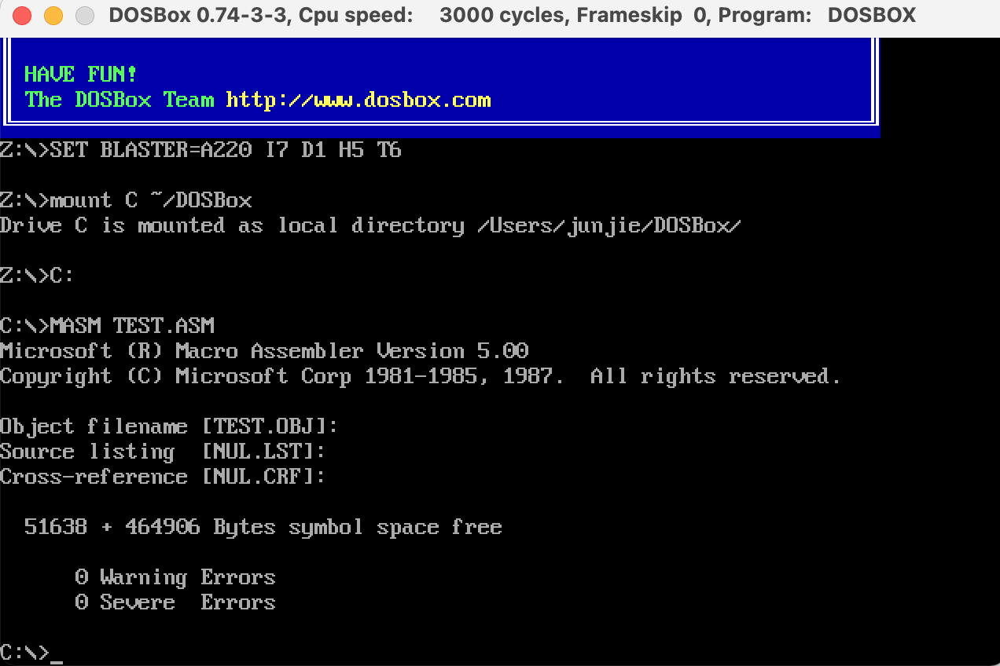 DOSBox 0.74-3-3, Cpu speed:    3000 cycles, Frameskip  0, Program:   DOSBOX
HAVE FUN!
The DOSBox Team http://www.dosbox.com
Z:\>SET BLASTER=A220 I7 D1 H5 T6
Z:\>mount C ~/DOSBox
Drive C is mounted as local directory /Users/junjie/DOSBox/
Z:\>C:
C:\>MASM TEST.ASM
Microsoft (R) Macro Assembler Version 5.00
Copyright (C) Microsoft Corp 1981-1985, 1987.  All rights reserved.
Object filename [TEST.OBJ]:
Source listing  [NUL.LST]:
Cross-reference [NUL.CRF]:
  51638 + 464906 Bytes symbol space free
      0 Warning Errors
      0 Severe  Errors
C:\>_